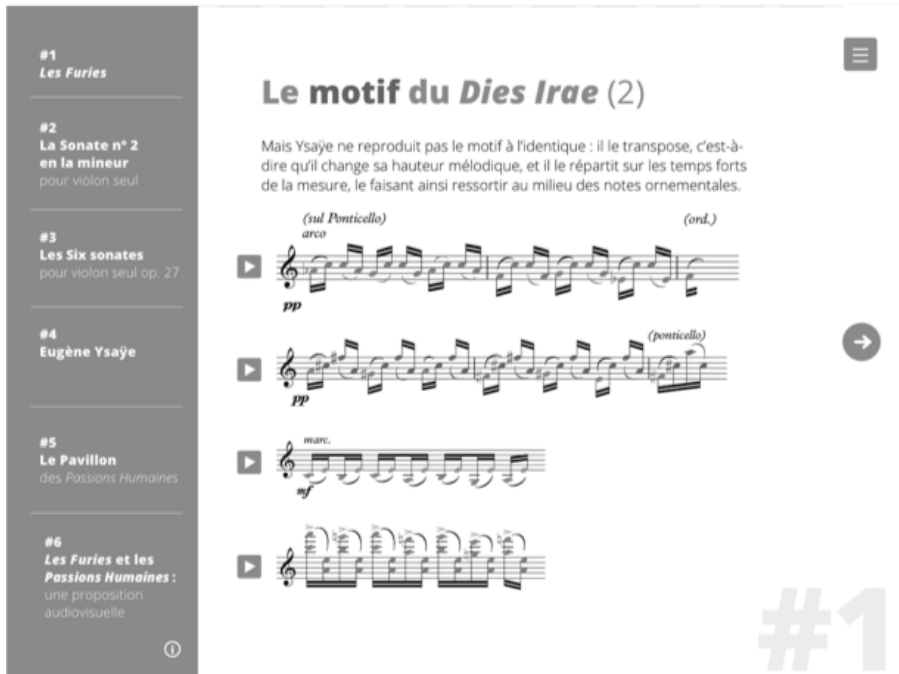 #1
Les Furies
#2
La Sonate n° 2
en la mineur
pour violon seul
#3
Les Six sonates
pour violon seul op. 27
#4
Eugène Ysaÿe
#5
Le Pavillon
des Passions Humaines
#6
Les Furies et les
Passions Humaines :
une proposition
audiovisuelle
Le motif du Dies Irae (2)
Mais Ysaÿe ne reproduit pas le motif à l'identique : il le transpose, c'est-à-
dire qu'il change sa hauteur mélodique, et il le répartit sur les temps forts
de la mesure, le faisant ainsi ressortir au milieu des notes ornementales.
(sul Ponticello)
(ord.)
arco
pp
(ponticello)
pp
marc.
mf
#1